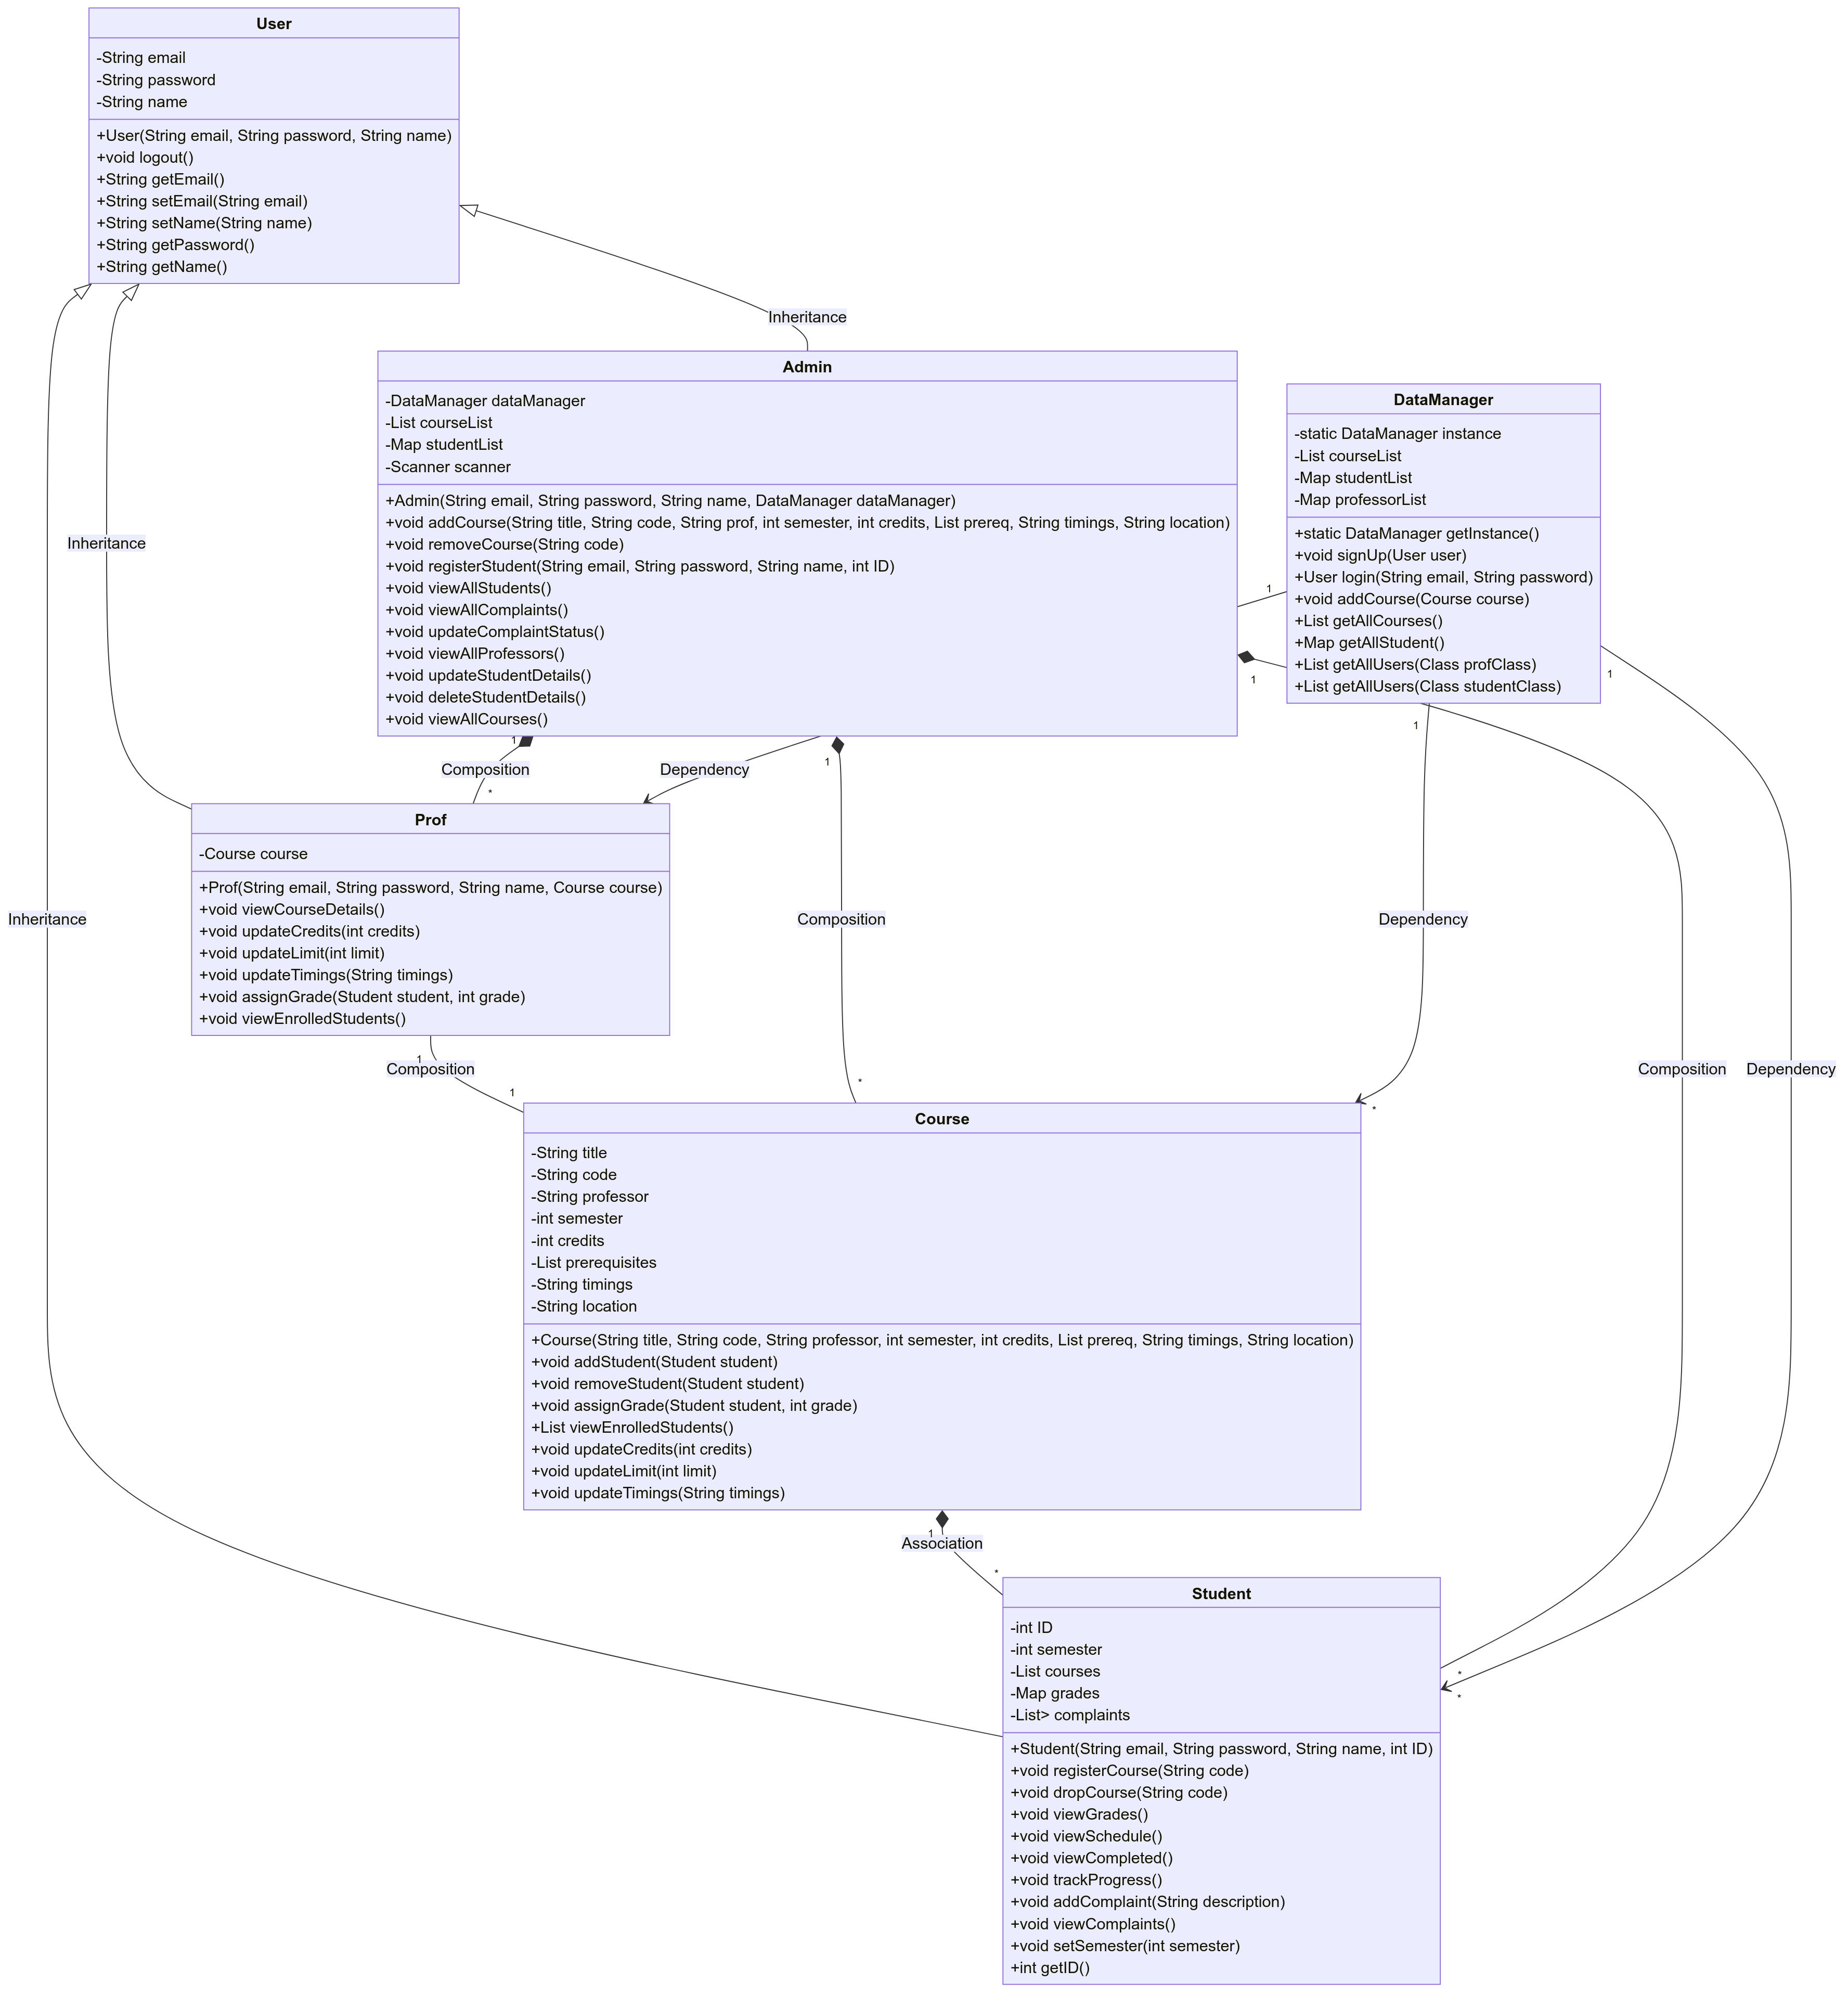 User
-String email
-String password
-String name
+User(String email, String password, String name)
+void logout()
+String getEmail()
+String setEmail(String email)
+String setName(String name)
+String getPassword()
+String getName()
Inheritance
Admin
-DataManager dataManager
-List courseList
-Map studentList
-Scanner scanner
+Admin(String email, String password, String name, DataManager dataManager)
+void addCourse(String title, String code, String prof, int semester, int credits, List prereq, String timings, String location)
+void removeCourse(String code)
+void registerStudent(String email, String password, String name, int ID)
+void viewAllStudents()
+void viewAllComplaints()
+void updateComplaintStatus()
+void viewAllProfessors()
+void updateStudentDetails()
+void deleteStudentDetails()
+void viewAllCourses()
DataManager
-static DataManager instance
-List courseList
-Map studentList
-Map professorList
+static DataManager getInstance()
+void signUp(User user)
+User login(String email, String password)
+void addCourse(Course course)
+List getAllCourses()
+Map getAllStudent()
+List getAllUsers(Class profClass)
+List getAllUsers(Class studentClass)
Inheritance
1
1
1
1
1
Composition
*
Dependency
1
Prof
-Course course
+Prof(String email, String password, String name, Course course)
+void viewCourseDetails()
+void updateCredits(int credits)
+void updateLimit(int limit)
+void updateTimings(String timings)
+void assignGrade(Student student, int grade)
+void viewEnrolledStudents()
Inheritance
Composition
Dependency
1
Composition
1
*
*
Composition
Dependency
Course
-String title
-String code
-String professor
-int semester
-int credits
-List prerequisites
-String timings
-String location
+Course(String title, String code, String professor, int semester, int credits, List prereq, String timings, String location)
+void addStudent(Student student)
+void removeStudent(Student student)
+void assignGrade(Student student, int grade)
+List viewEnrolledStudents()
+void updateCredits(int credits)
+void updateLimit(int limit)
+void updateTimings(String timings)
1
Association
*
Student
-int ID
-int semester
-List courses
-Map grades
-List> complaints
+Student(String email, String password, String name, int ID)
+void registerCourse(String code)
+void dropCourse(String code)
+void viewGrades()
+void viewSchedule()
+void viewCompleted()
+void trackProgress()
+void addComplaint(String description)
+void viewComplaints()
+void setSemester(int semester)
+int getID()
*
*